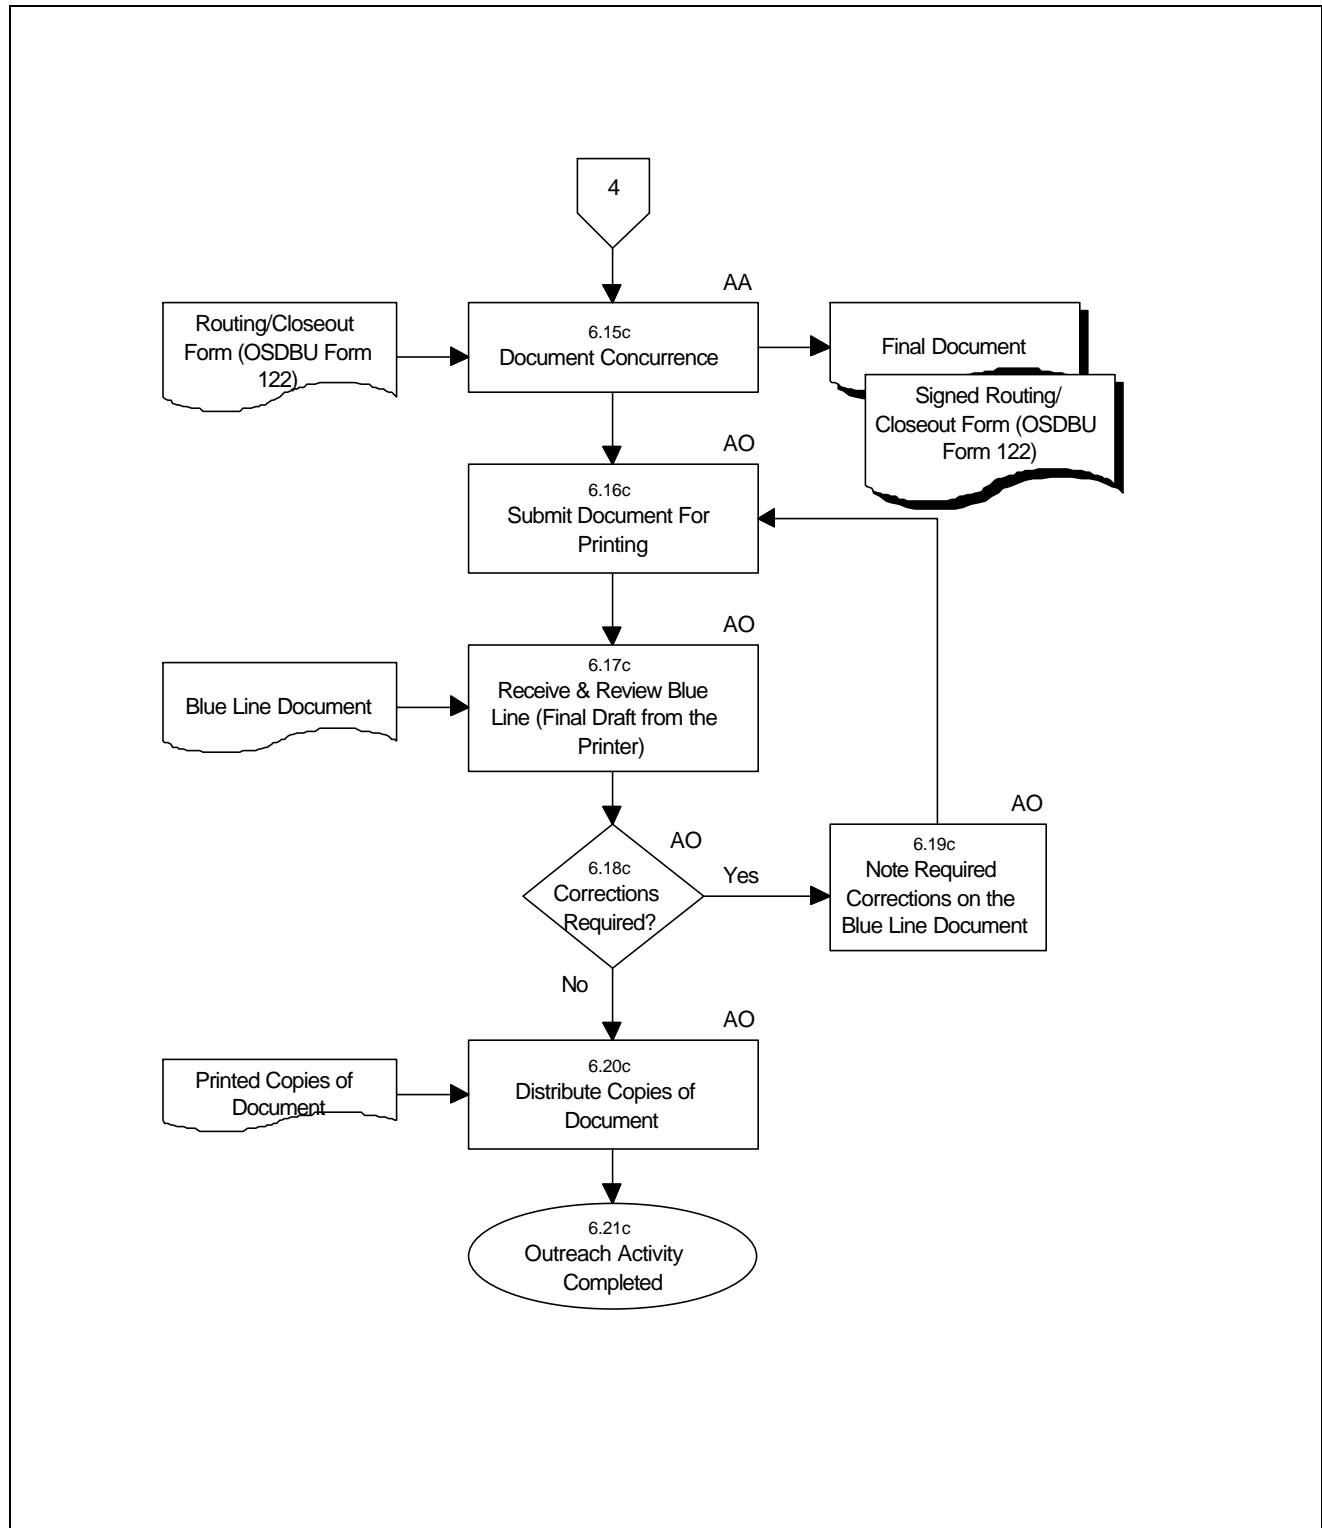 4
AA
Routing/Closeout
Form (OSDBU Form
122)
6.15c
Document Concurrence
Final Document
Signed Routing/
Closeout Form (OSDBU
Form 122)
AO
6.16c
Submit Document For
Printing
AO
6.17c
Receive & Review Blue
Line (Final Draft from the
Printer)
Blue Line Document
AO
6.18c
Corrections
Required?
Yes
AO
6.19c
Note Required
Corrections on the
Blue Line Document
No
AO
Printed Copies of
Document
6.20c
Distribute Copies of
Document
6.21c
Outreach Activity
Completed